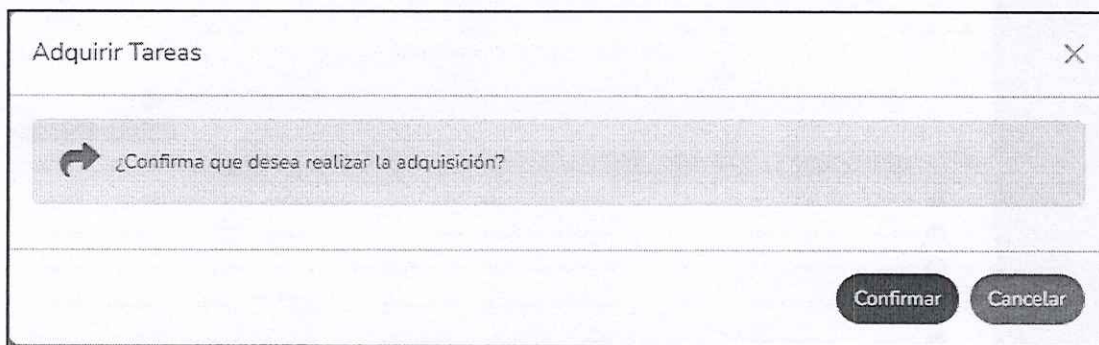 Adquirir Tareas
¿Confirma que desea realizar la adquisición?
Confirmar Cancelar